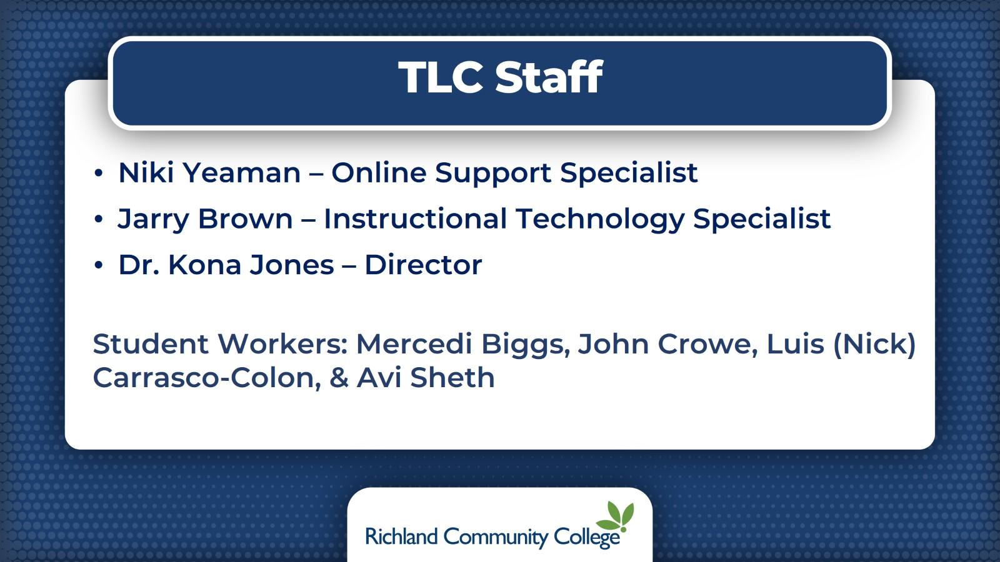 TLC Staff
• Niki Yeaman – Online Support Specialist
• Jarry Brown – Instructional Technology Specialist
• Dr. Kona Jones – Director
Student Workers: Mercedi Biggs, John Crowe, Luis (Nick)
Carrasco-Colon, & Avi Sheth
Richland Community College